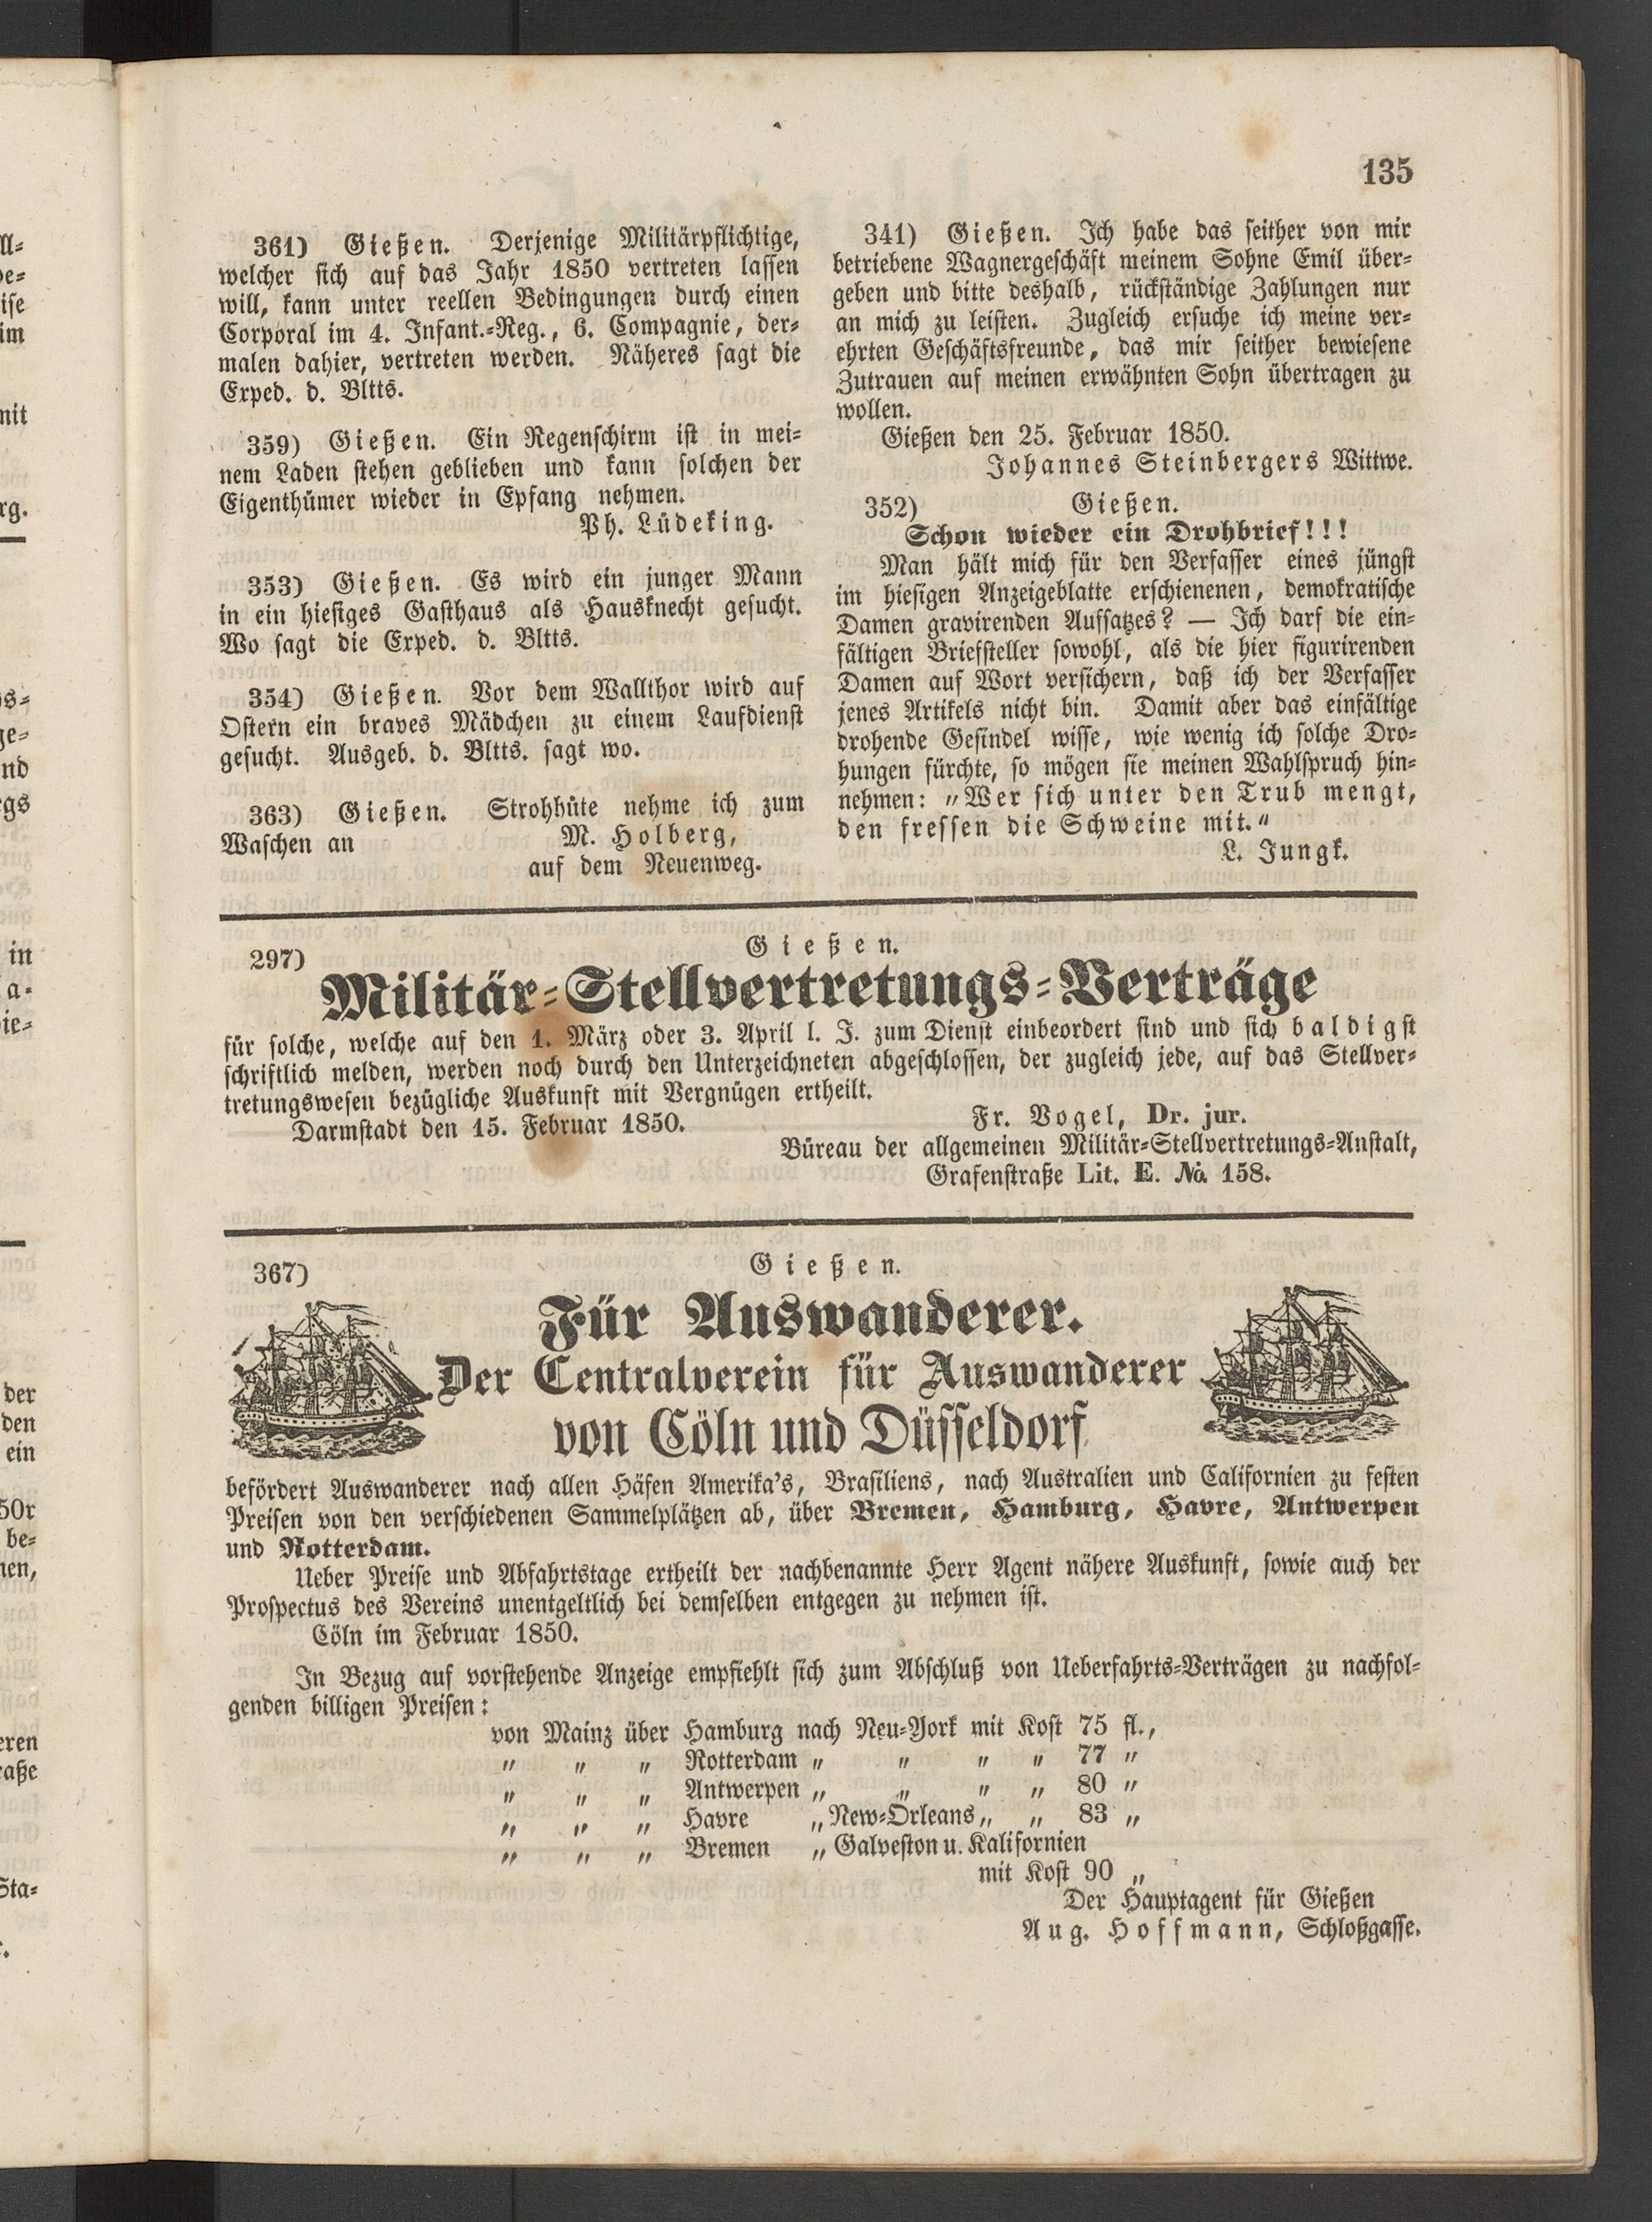 135
361) Gießen. Derjenige Militärpflichtige,
welcher sich auf das Jahr 1850 vertreten lassen
will, kann unter reellen Bedingungen durch einen
Corporal im 4. Infant.-Reg., 6. Compagnie, der-
malen dahier, vertreten werden. Näheres sagt die
Exped. d. Bltts.
359) Gießen. Ein Regenschirm ist in mei-
nem Laden stehen geblieben und kann solchen der
Eigenthümer wieder in Epfang nehmen.
Ph. Lüdeking.
353) Gießen. Es wird ein junger Mann
in ein hiesiges Gasthaus als Hausknecht gesucht.
Wo sagt die Exped. d. Bltts.
354) Gießen. Vor dem Wallthor wird auf
Ostern ein braves Mädchen zu einem Laufdienst
gesucht. Ausgeb. d. Bltts. sagt wo.
363) Gießen. Strohhüte nehme ich zum
Waschen an M. Holberg,
auf dem Neuenweg.
341) Gießen. Ich habe das seither von mir
betriebene Wagnergeschäft meinem Sohne Emil über-
geben und bitte deshalb, rückständige Zahlungen nur
an mich zu leisten. Zugleich ersuche ich meine ver-
ehrten Geschäftsfreunde, das mir seither bewiesene
Zutrauen auf meinen erwähnten Sohn übertragen zu
wollen.
Gießen den 25. Februar 1850.
Johannes Steinbergers Wittwe.
352) Gießen.
Schon wieder ein Drohbrief!!!
Man hält mich für den Verfasser eines jüngst
im hiesigen Anzeigeblatte erschienenen, demokratische
Damen gravirenden Aufsatzes? — Ich darf die ein-
fältigen Briefsteller sowohl, als die hier figurirenden
Damen auf Wort versichern, daß ich der Verfasser
jenes Artikels nicht bin. Damit aber das einfältige
drohende Gesindel wisse, wie wenig ich solche Dro-
hungen fürchte, so mögen sie meinen Wahlspruch hin-
nehmen: „Wer sich unter den Trub mengt,
den fressen die Schweine mit.“
L. Jungk.
297) Gießen.
Militär-Stellvertretungs-Verträge
für solche, welche auf den 1. März oder 3. April l. J. zum Dienst einbeordert sind und sich baldigst
schriftlich melden, werden noch durch den Unterzeichneten abgeschlossen, der zugleich jede, auf das Stellver-
tretungswesen bezügliche Auskunft mit Vergnügen ertheilt.
Darmstadt den 15. Februar 1850.
Fr. Vogel, Dr. jur.
Büreau der allgemeinen Militär-Stellvertretungs-Anstalt,
Grafenstraße Lit. E. No. 158.
367) Gießen.
Für Auswanderer.
Der Centralverein für Auswanderer
von Cöln und Düsseldorf
befördert Auswanderer nach allen Häfen Amerika's, Brasiliens, nach Australien und Californien zu festen
Preisen von den verschiedenen Sammelplätzen ab, über Bremen, Hamburg, Havre, Antwerpen
und Rotterdam.
Ueber Preise und Abfahrtstage ertheilt der nachbenannte Herr Agent nähere Auskunft, sowie auch der
Prospectus des Vereins unentgeltlich bei demselben entgegen zu nehmen ist.
Cöln im Februar 1850.
In Bezug auf vorstehende Anzeige empfiehlt sich zum Abschluß von Ueberfahrts-Verträgen zu nachfol-
genden billigen Preisen:
von Mainz über Hamburg nach Neu-York mit Kost 75 fl.,
„ „ „ Rotterdam „ „ „ „ 77 „
„ „ „ Antwerpen „ „ „ „ 80 „
„ „ „ Havre „ New-Orleans „ „ 83 „
„ „ „ Bremen „ Galveston u. Kalifornien
mit Kost 90 „
Der Hauptagent für Gießen
Aug. Hoffmann, Schloßgasse.